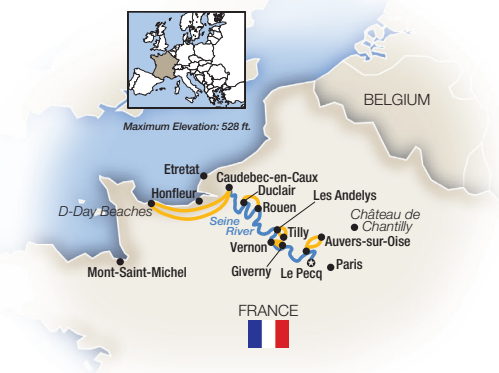 BELGIUM
Maximum Elevation: 528 ft.
Etretat
Caudebec-en-Caux
Honfleur
Duclair
Les Andelys
D-Day Beaches
Rouen
Château de
Chantilly
Seine
River
Tilly
Auvers-sur-Oise
Vernon
Mont-Saint-Michel
Giverny
Le Pecq
Paris
FRANCE